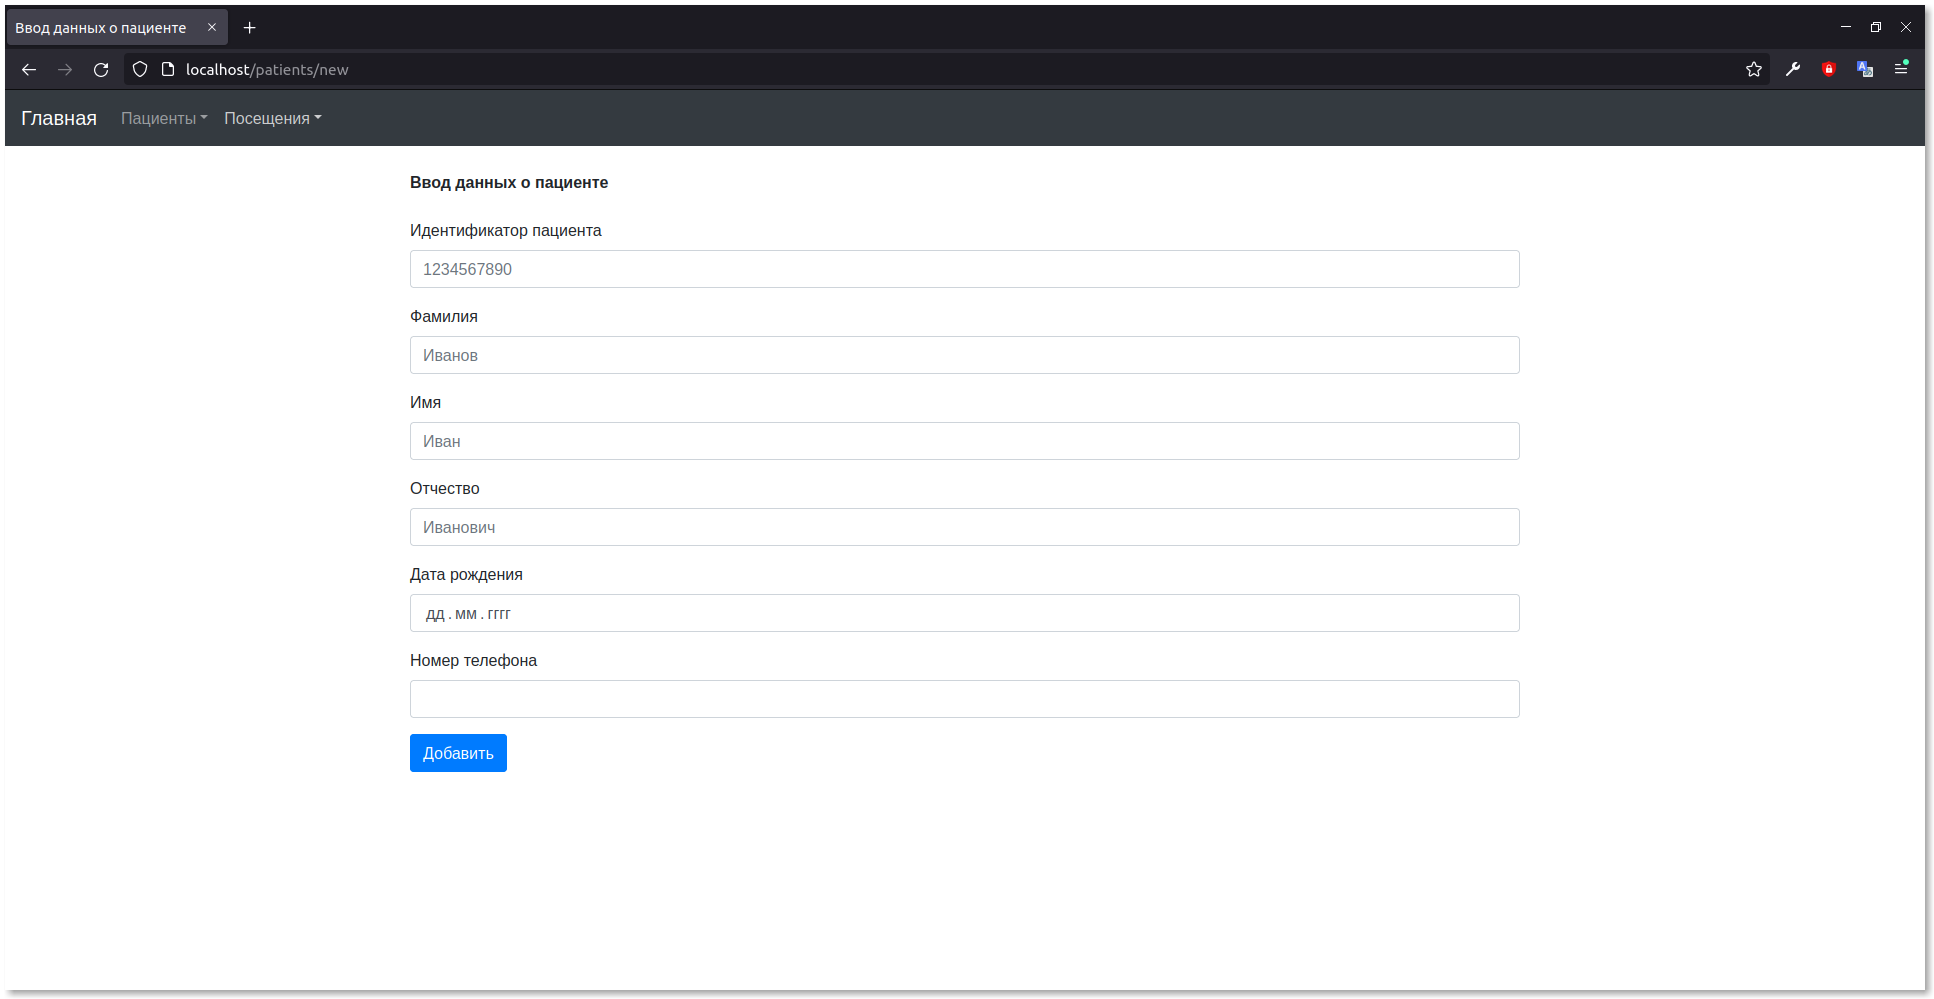 Ввод данных о пациенте
localhost/patients/new
Главная Пациенты Посещения
Ввод данных о пациенте
Идентификатор пациента
1234567890
Фамилия
Иванов
Имя
Иван
Отчество
Иванович
Дата рождения
дд . мм . гггг
Номер телефона
Добавить